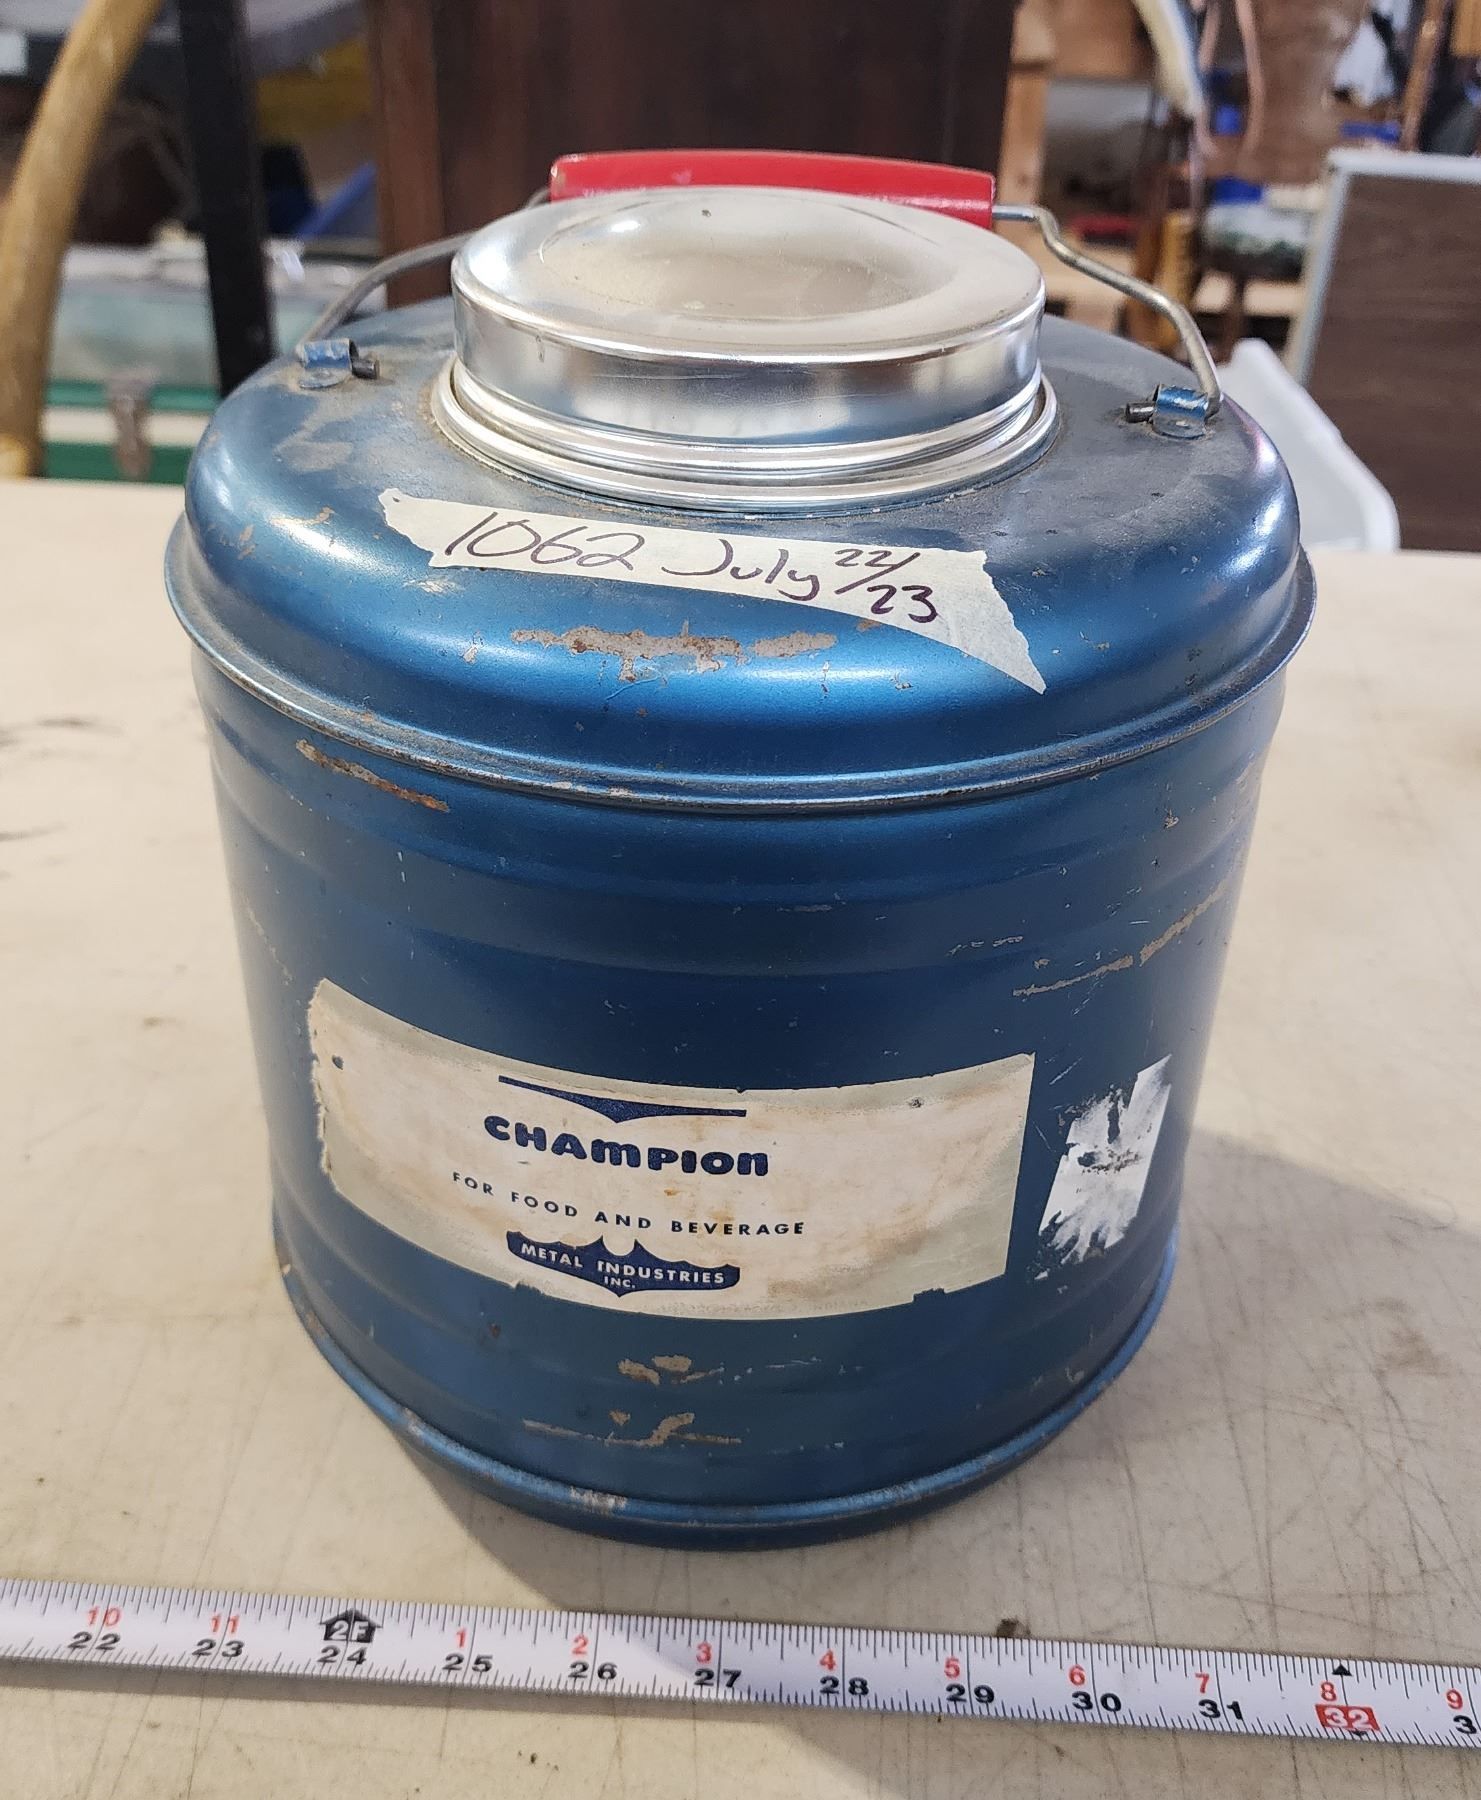 1062 July 22/23
CHAMPION
FOR FOOD AND BEVERAGE
METAL INDUSTRIES
INC.
10 11 2F 1 2 3 4 5 6 7 8 9
22 23 24 25 26 27 28 29 30 31 32 3